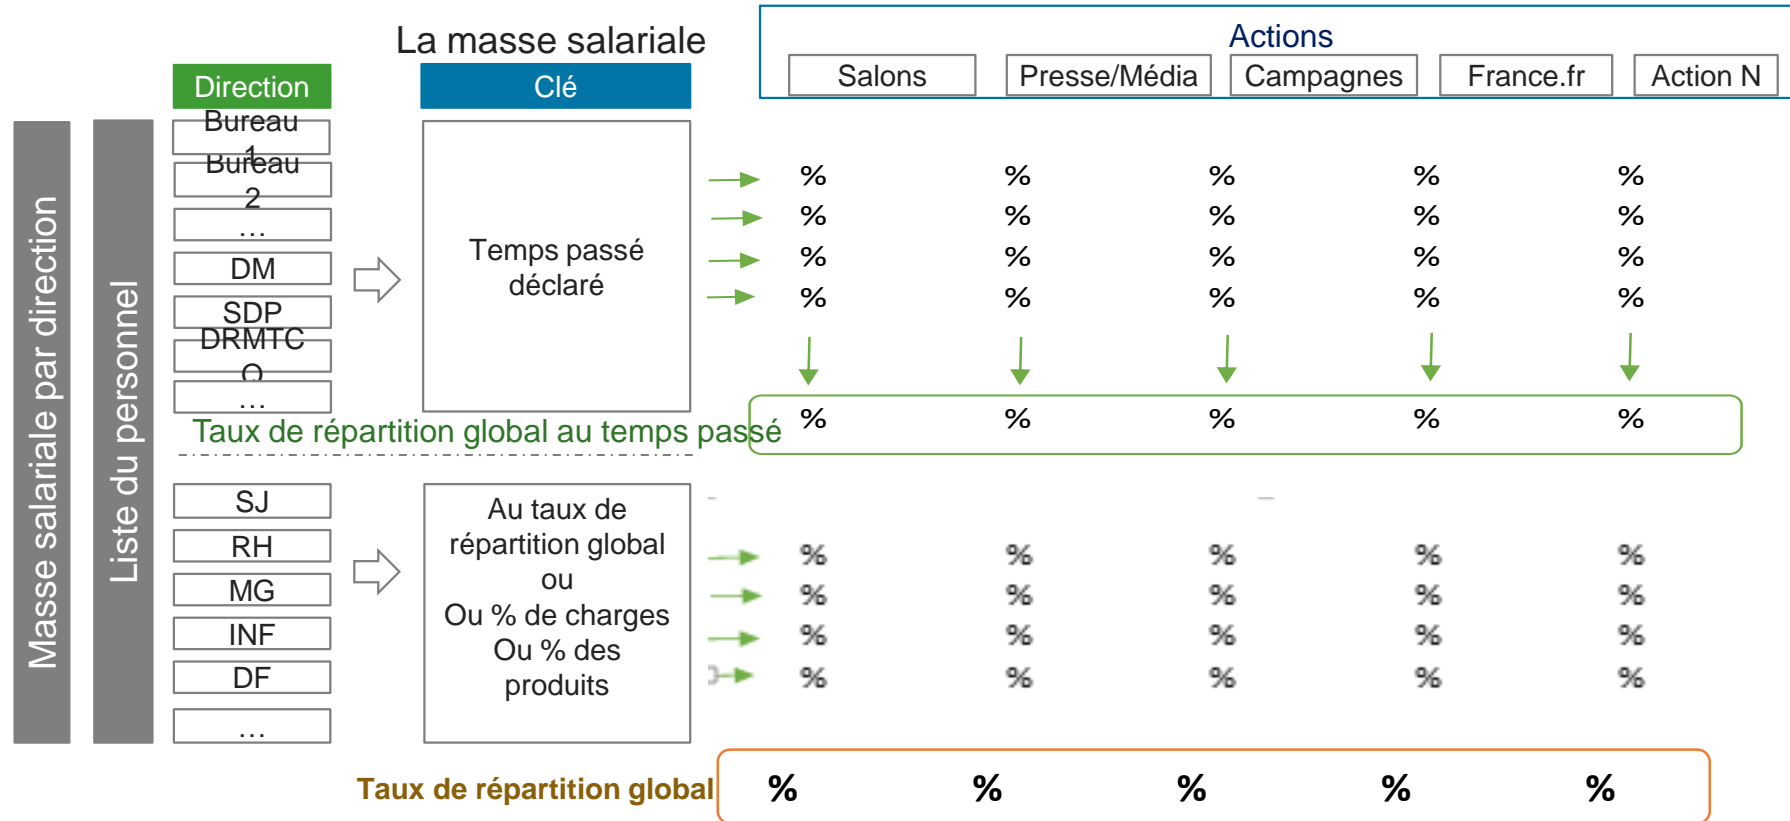 La masse salariale
Actions
Direction
Clé
Salons
Presse/Média
Campagnes
France.fr
Action N
Masse salariale par direction
Liste du personnel
Bureau
1
Bureau
2
…
DM
SDP
DRMTC
O
…
Temps passé
déclaré
% % % % %
% % % % %
% % % % %
% % % % %
Taux de répartition global au temps passé
% % % % %
SJ
RH
MG
INF
DF
…
Au taux de
répartition global
ou
Ou % de charges
Ou % des
produits
% % % % %
% % % % %
% % % % %
% % % % %
Taux de répartition global
% % % % %